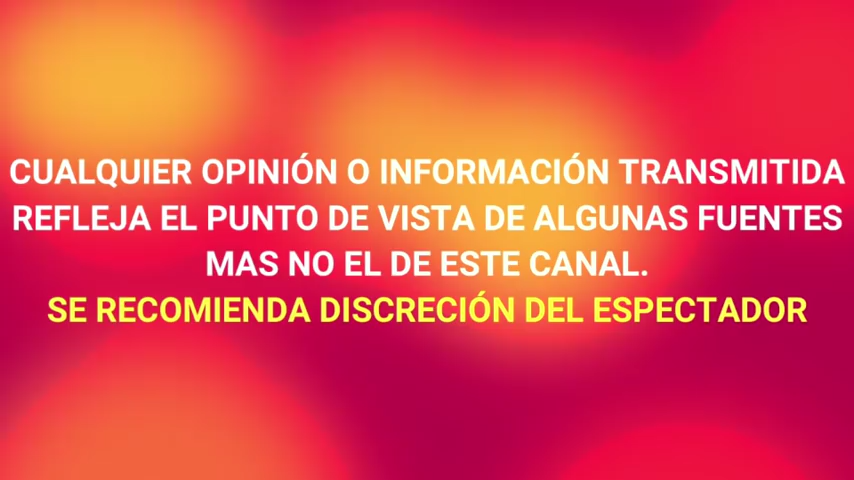 CUALQUIER OPINIÓN O INFORMACIÓN TRANSMITIDA
REFLEJA EL PUNTO DE VISTA DE ALGUNAS FUENTES
MAS NO EL DE ESTE CANAL.
SE RECOMIENDA DISCRECIÓN DEL ESPECTADOR